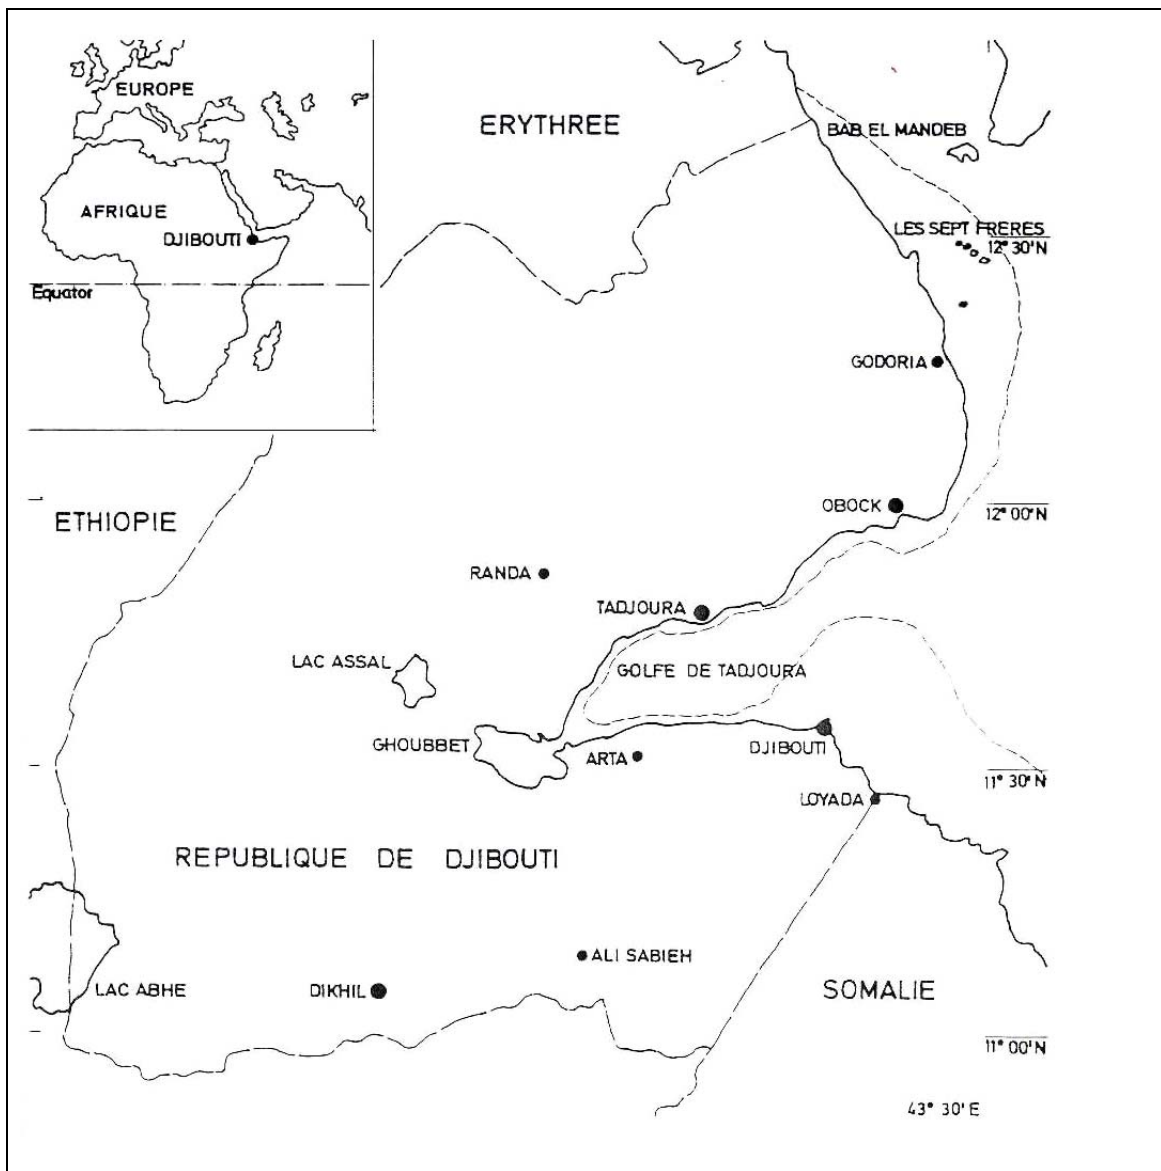 EUROPE
AFRIQUE
DJIBOUTI
Equator
ERYTHREE
BAB EL MANDEB
LES SEPT FRERES
12° 30'N
GODORIA
ETHIOPIE
OBOCK
12° 00'N
RANDA
TADJOURA
LAC ASSAL
GOLFE DE TADJOURA
GHOUBBET
ARTA
DJIBOUTI
11° 30'N
LOYADA
REPUBLIQUE DE DJIBOUTI
ALI SABIEH
LAC ABHE
DIKHIL
SOMALIE
11° 00'N
43° 30'E